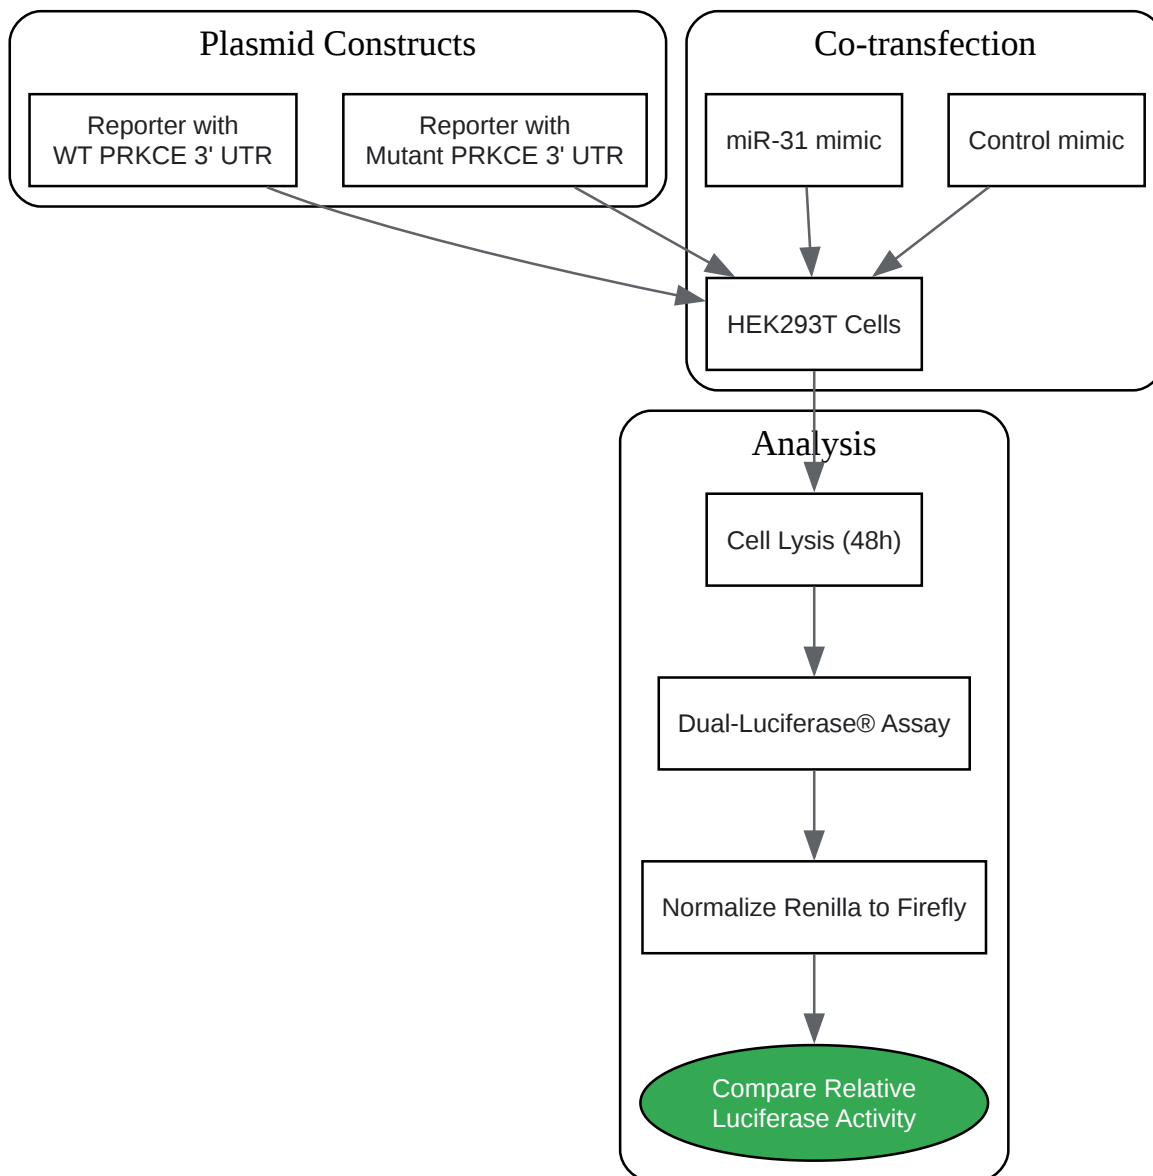 Plasmid Constructs
Reporter with
WT PRKCE 3' UTR
Reporter with
Mutant PRKCE 3' UTR
Co-transfection
miR-31 mimic
Control mimic
HEK293T Cells
Analysis
Cell Lysis (48h)
Dual-Luciferase® Assay
Normalize Renilla to Firefly
Compare Relative
Luciferase Activity